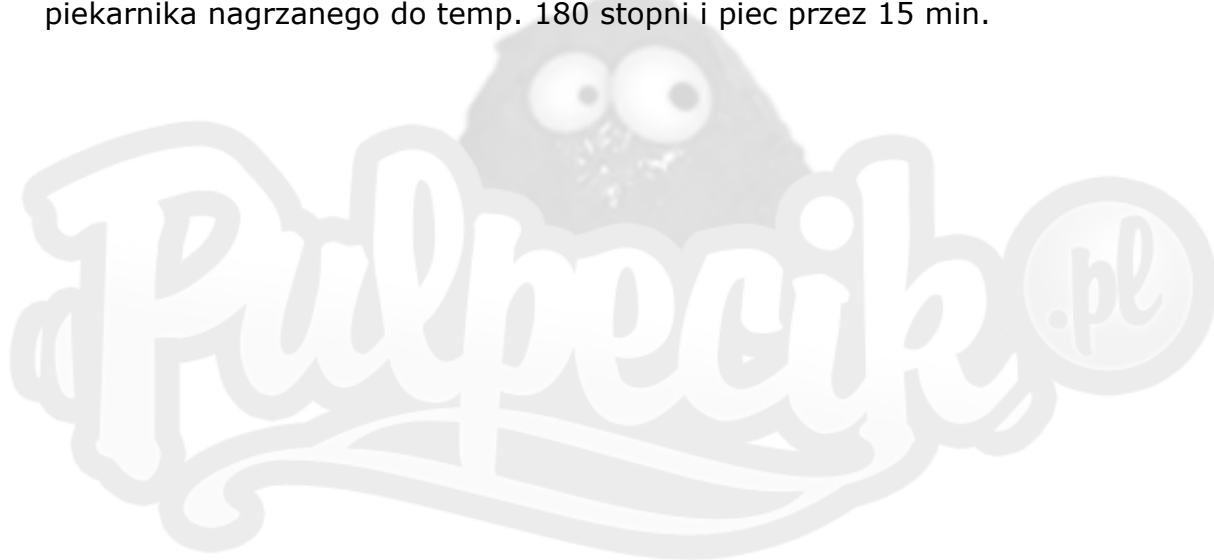 piekarnika nagrzanego do temp. 180 stopni i piec przez 15 min.
Pulpecik.pl